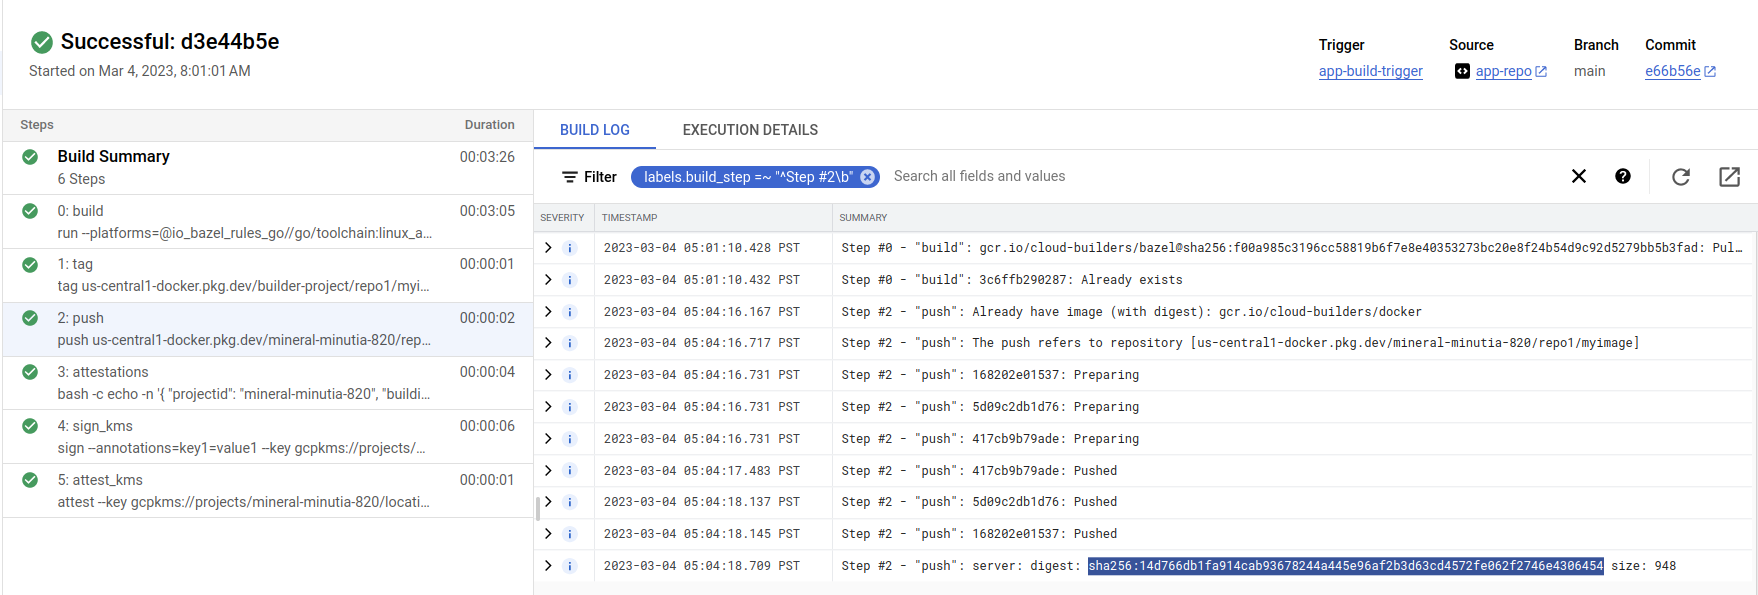 Successful: d3e44b5e
Started on Mar 4, 2023, 8:01:01 AM
Trigger
app-build-trigger
Source
app-repo
Branch
main
Commit
e66b56e
Steps Duration
Build Summary 00:03:26
6 Steps
0: build 00:03:05
run --platforms=@io_bazel_rules_go//go/toolchain:linux_a...
1: tag 00:00:01
tag us-central1-docker.pkg.dev/builder-project/repo1/myi...
2: push 00:00:02
push us-central1-docker.pkg.dev/mineral-minutia-820/rep...
3: attestations 00:00:04
bash -c echo -n '{ "projectid": "mineral-minutia-820", "buildi...
4: sign_kms 00:00:06
sign --annotations=key1=value1 --key gcpkms://projects/...
5: attest_kms 00:00:01
attest --key gcpkms://projects/mineral-minutia-820/locati...
BUILD LOG EXECUTION DETAILS
Filter labels.build_step =~ "^Step #2\b" Search all fields and values
SEVERITY TIMESTAMP SUMMARY
2023-03-04 05:01:10.428 PST Step #0 - "build": gcr.io/cloud-builders/bazel@sha256:f00a985c3196cc58819b6f7e8e40353273bc20e8f24b54d9c92d5279bb5b3fad: Pul...
2023-03-04 05:01:10.432 PST Step #0 - "build": 3c6ffb290287: Already exists
2023-03-04 05:04:16.167 PST Step #2 - "push": Already have image (with digest): gcr.io/cloud-builders/docker
2023-03-04 05:04:16.717 PST Step #2 - "push": The push refers to repository [us-central1-docker.pkg.dev/mineral-minutia-820/repo1/myimage]
2023-03-04 05:04:16.731 PST Step #2 - "push": 168202e01537: Preparing
2023-03-04 05:04:16.731 PST Step #2 - "push": 5d09c2db1d76: Preparing
2023-03-04 05:04:16.731 PST Step #2 - "push": 417cb9b79ade: Preparing
2023-03-04 05:04:17.483 PST Step #2 - "push": 417cb9b79ade: Pushed
2023-03-04 05:04:18.137 PST Step #2 - "push": 5d09c2db1d76: Pushed
2023-03-04 05:04:18.145 PST Step #2 - "push": 168202e01537: Pushed
2023-03-04 05:04:18.709 PST Step #2 - "push": server: digest: sha256:14d766db1fa914cab93678244a445e96af2b3d63cd4572fe062f2746e4306454 size: 948